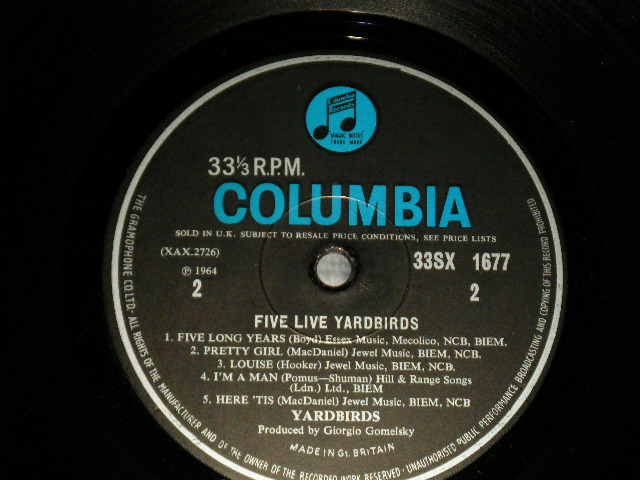 Columbia
Records
MAGIC NOTES
TRADE MARK
33⅓ R.P.M.
COLUMBIA
SOLD IN U.K. SUBJECT TO RESALE PRICE CONDITIONS, SEE PRICE LISTS
(XAX.2726)
33SX 1677
℗ 1964
2
2
FIVE LIVE YARDBIRDS
1. FIVE LONG YEARS (Boyd) Essex Music, Mecolico, NCB, BIEM.
2. PRETTY GIRL (MacDaniel) Jewel Music, BIEM, NCB.
3. LOUISE (Hooker) Jewel Music, BIEM, NCB.
4. I'M A MAN (Pomus—Shuman) Hill & Range Songs
(Ldn.) Ltd., BIEM
5. HERE 'TIS (MacDaniel) Jewel Music, BIEM, NCB
YARDBIRDS
Produced by Giorgio Gomelsky
MADE IN Gt. BRITAIN
THE GRAMOPHONE CO. LTD. · ALL RIGHTS OF THE MANUFACTURER AND OF THE OWNER OF THE RECORDED WORK RESERVED · UNAUTHORISED PUBLIC PERFORMANCE BROADCASTING AND COPYING OF THIS RECORD PROHIBITED